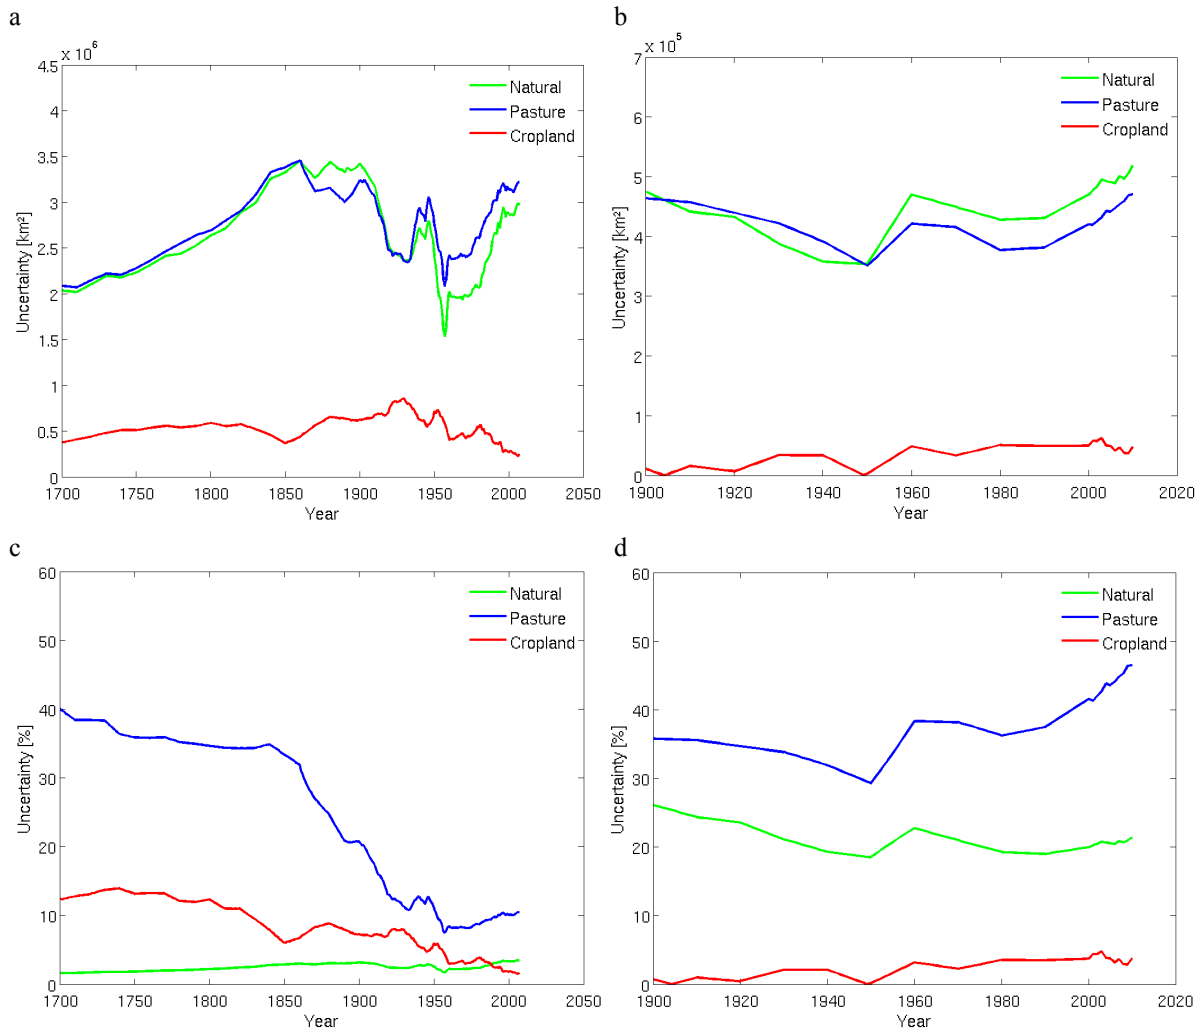 a
x 10⁶
4.5
4
3.5
3
2.5
2
1.5
1
0.5
0
Uncertainty [km²]
1700 1750 1800 1850 1900 1950 2000 2050
Year
Natural
Pasture
Cropland
b
x 10⁵
7
6
5
4
3
2
1
0
Uncertainty [km²]
1900 1920 1940 1960 1980 2000 2020
Year
Natural
Pasture
Cropland
c
60
50
40
30
20
10
0
Uncertainty [%]
1700 1750 1800 1850 1900 1950 2000 2050
Year
Natural
Pasture
Cropland
d
60
50
40
30
20
10
0
Uncertainty [%]
1900 1920 1940 1960 1980 2000 2020
Year
Natural
Pasture
Cropland